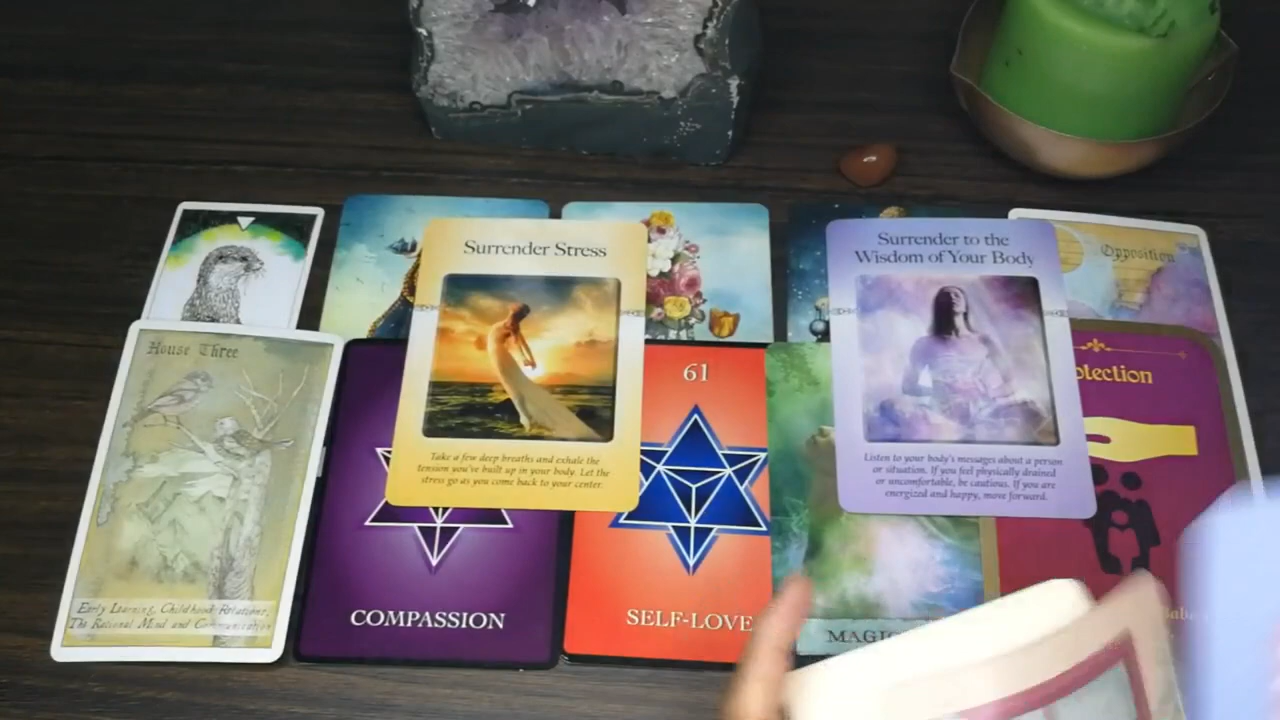 Opposition
Surrender Stress
Take a few deep breaths and exhale the
tension you've built up in your body. Let the
stress go as you come back to your center.
Surrender to the
Wisdom of Your Body
Listen to your body's messages about a person
or situation. If you feel physically drained
or uncomfortable, be cautious. If you are
energized and happy, move forward.
House Three
Early Learning, Childhood Relations,
The Rational Mind and Communication
COMPASSION
61
SELF-LOVE
MAGIC
otection